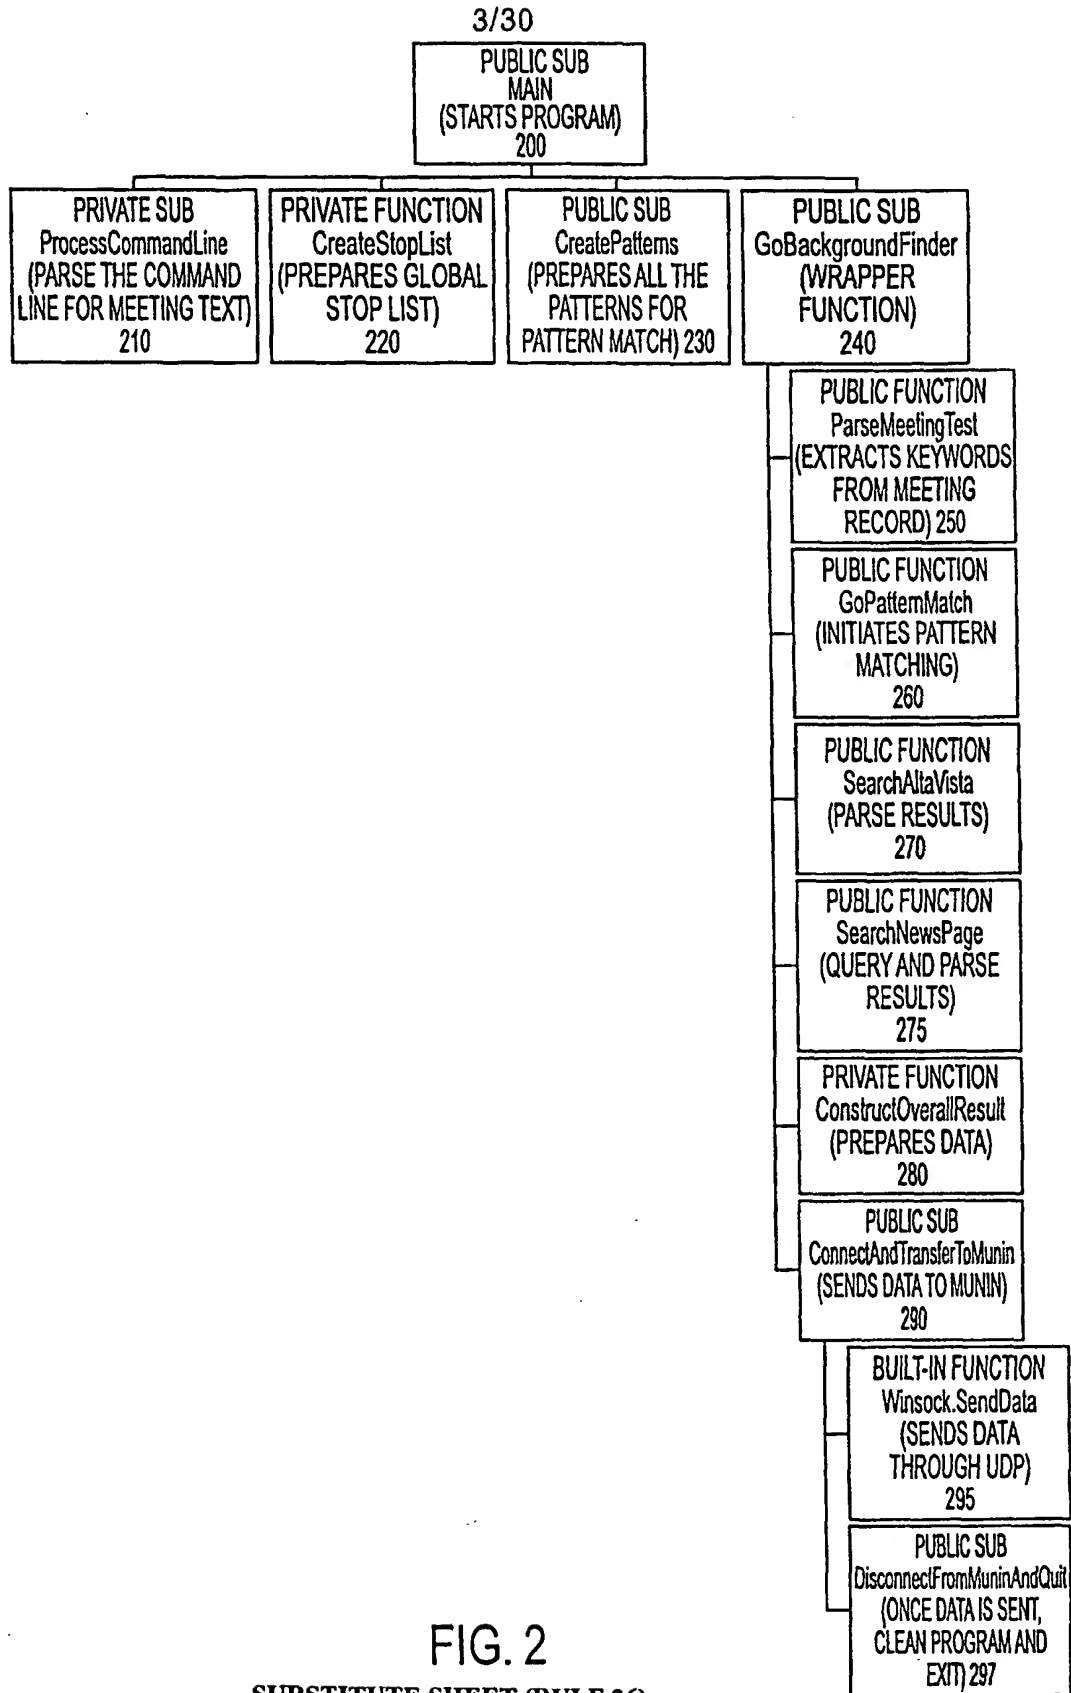 3/30
PUBLIC SUB
MAIN
(STARTS PROGRAM)
200
PRIVATE SUB
ProcessCommandLine
(PARSE THE COMMAND
LINE FOR MEETING TEXT)
210
PRIVATE FUNCTION
CreateStopList
(PREPARES GLOBAL
STOP LIST)
220
PUBLIC SUB
CreatePatterns
(PREPARES ALL THE
PATTERNS FOR
PATTERN MATCH) 230
PUBLIC SUB
GoBackgroundFinder
(WRAPPER
FUNCTION)
240
PUBLIC FUNCTION
ParseMeetingTest
(EXTRACTS KEYWORDS
FROM MEETING
RECORD) 250
PUBLIC FUNCTION
GoPatternMatch
(INITIATES PATTERN
MATCHING)
260
PUBLIC FUNCTION
SearchAltaVista
(PARSE RESULTS)
270
PUBLIC FUNCTION
SearchNewsPage
(QUERY AND PARSE
RESULTS)
275
PRIVATE FUNCTION
ConstructOverallResult
(PREPARES DATA)
280
PUBLIC SUB
ConnectAndTransferToMunin
(SENDS DATA TO MUNIN)
290
BUILT-IN FUNCTION
Winsock.SendData
(SENDS DATA
THROUGH UDP)
295
PUBLIC SUB
DisconnectFromMuninAndQuit
(ONCE DATA IS SENT,
CLEAN PROGRAM AND
EXIT) 297
FIG. 2
SUBSTITUTE SHEET (RULE 26)